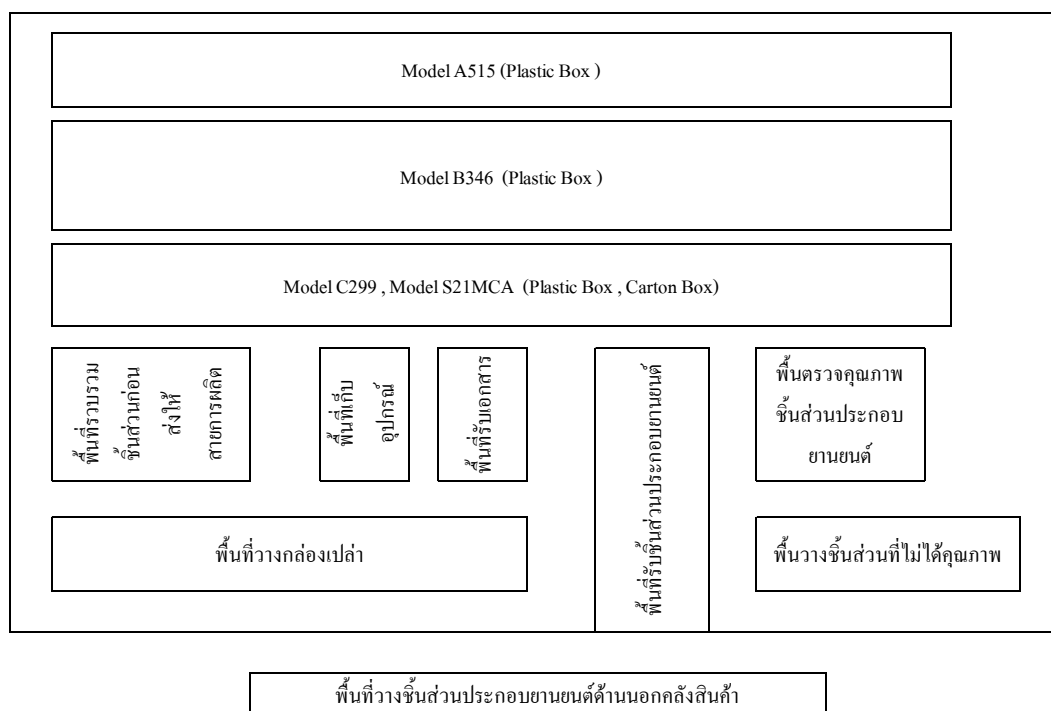 Model A515 (Plastic Box )
Model B346 (Plastic Box )
Model C299 , Model S21MCA (Plastic Box , Carton Box)
พื้นที่รวบรวม
ชิ้นส่วนก่อน
ส่งให้
สายการผลิต
พื้นที่เก็บ
อุปกรณ์
พื้นที่รับเอกสาร
พื้นที่รับชิ้นส่วนประกอบยานยนต์
พื้นตรวจคุณภาพ
ชิ้นส่วนประกอบ
ยานยนต์
พื้นที่วางกล่องเปล่า
พื้นวางชิ้นส่วนที่ไม่ได้คุณภาพ
พื้นที่วางชิ้นส่วนประกอบยานยนต์ด้านนอกคลังสินค้า